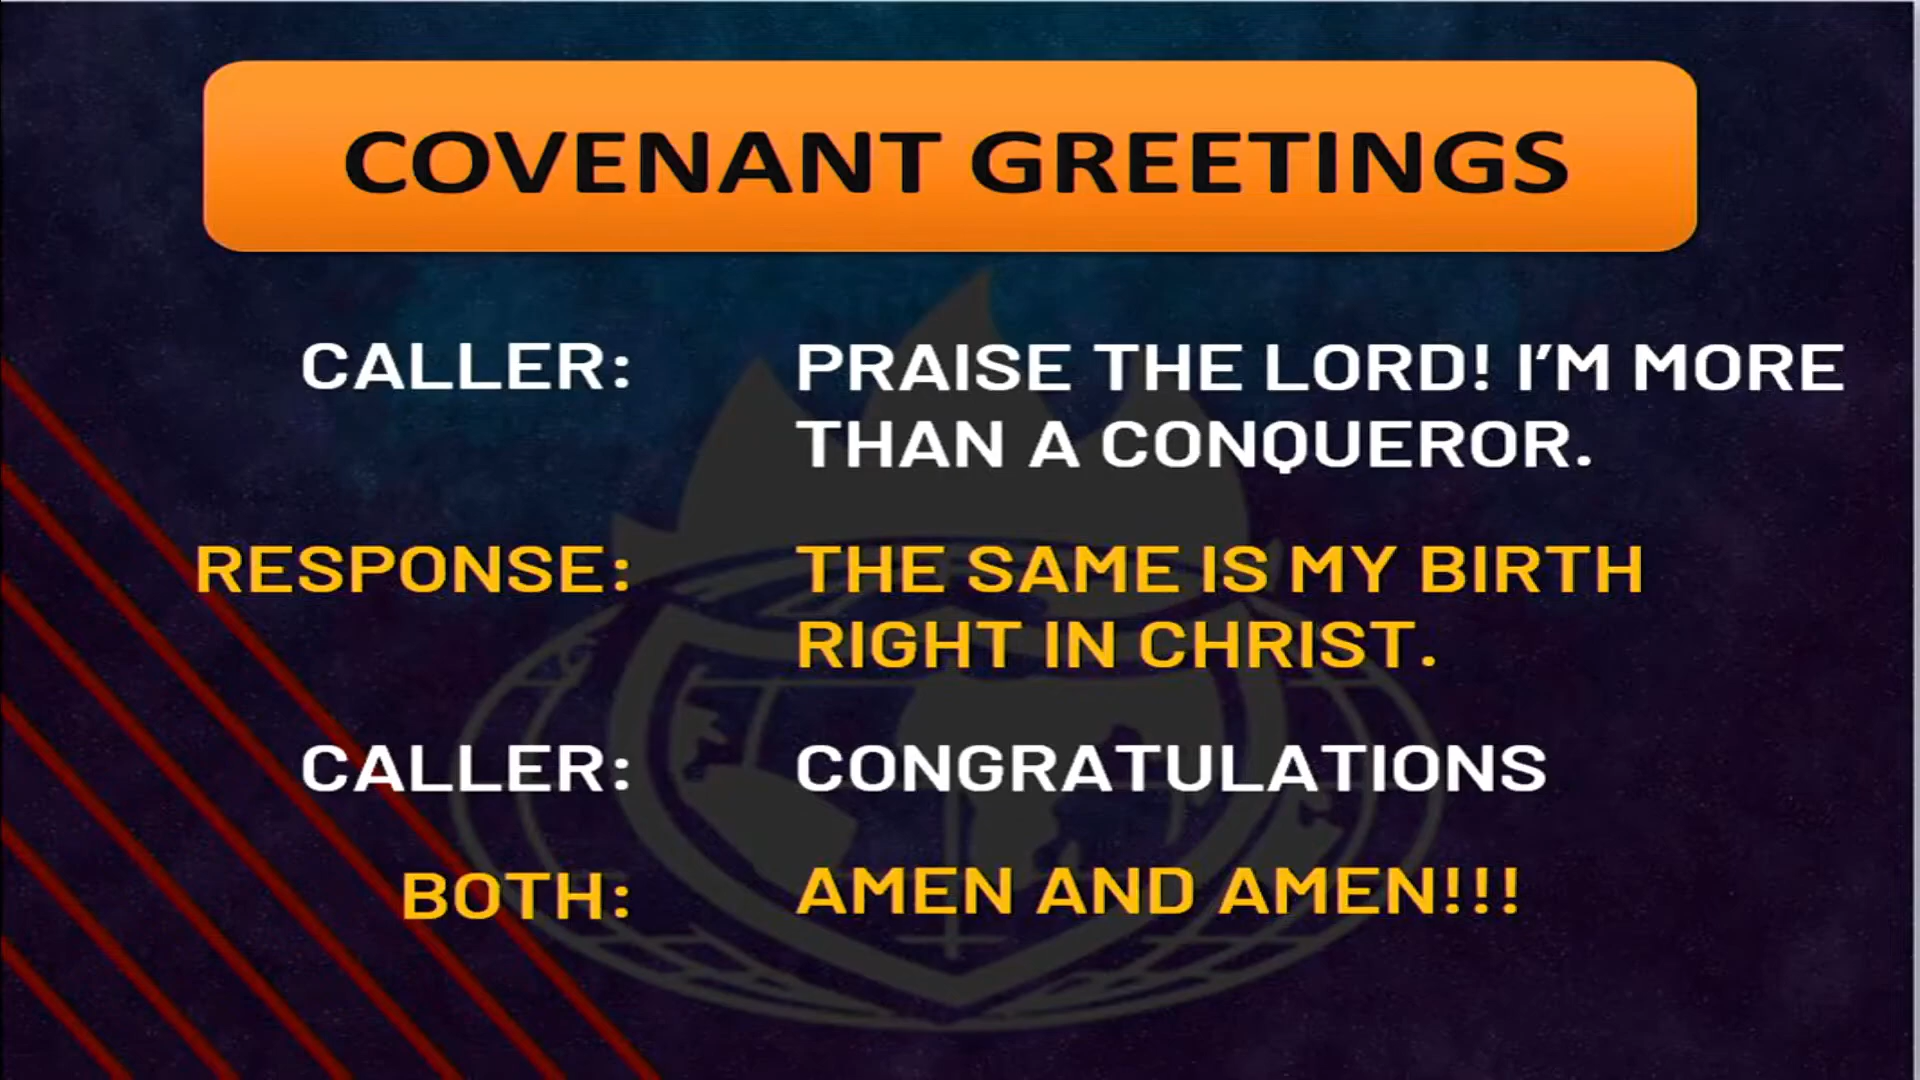 COVENANT GREETINGS
CALLER: PRAISE THE LORD! I'M MORE
THAN A CONQUEROR.
RESPONSE: THE SAME IS MY BIRTH
RIGHT IN CHRIST.
CALLER: CONGRATULATIONS
BOTH: AMEN AND AMEN!!!